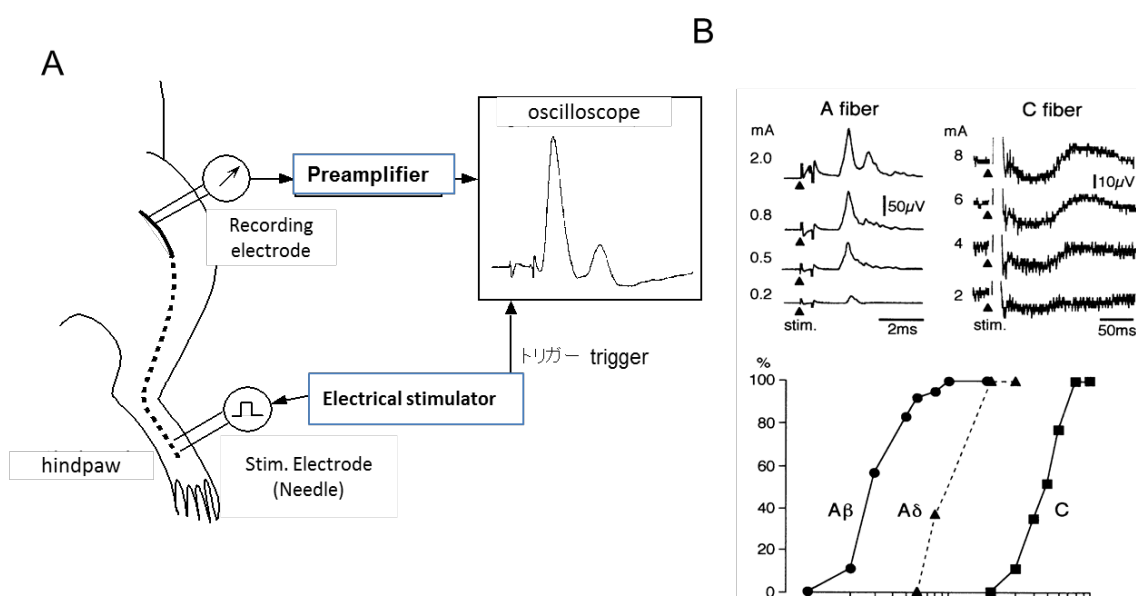 A
Preamplifier
oscilloscope
Recording
electrode
トリガー trigger
Electrical stimulator
hindpaw
Stim. Electrode
(Needle)
B
A fiber
C fiber
mA
2.0
0.8
0.5
0.2
50μV
stim.
2ms
mA
8
6
4
2
10μV
stim.
50ms
%
100
80
60
40
20
0
Aβ
Aδ
C